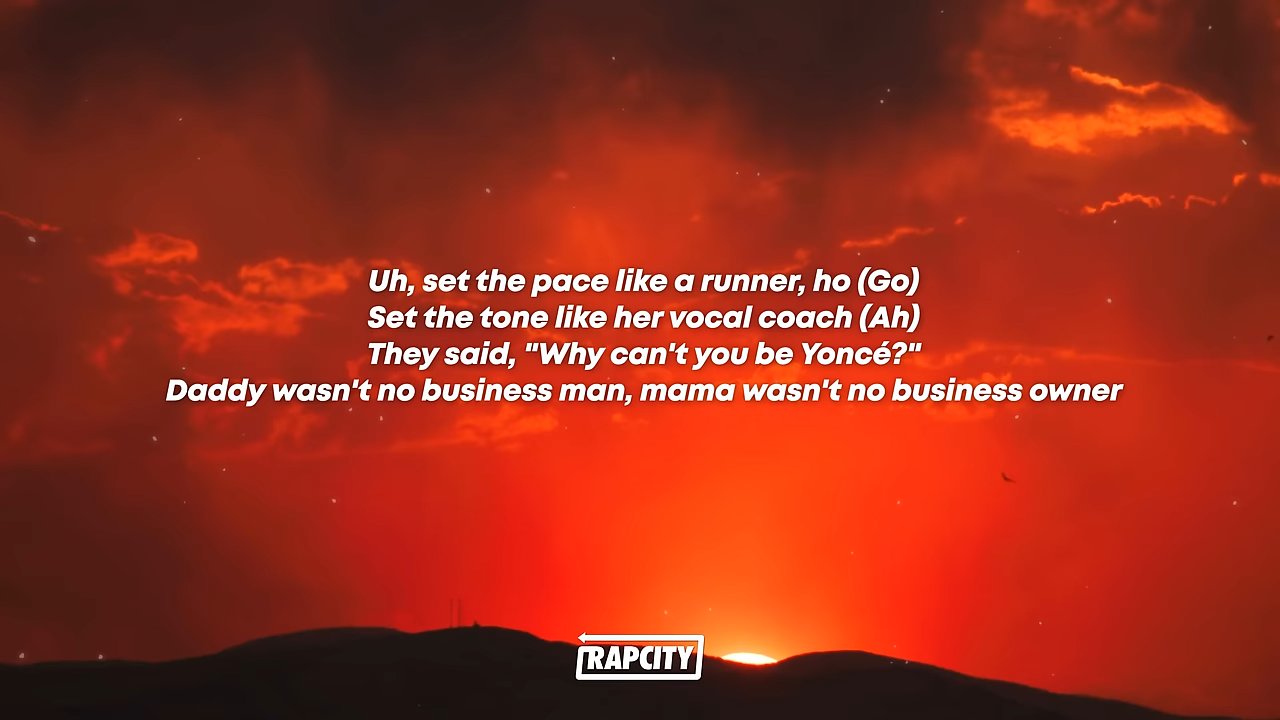 Uh, set the pace like a runner, ho (Go)
Set the tone like her vocal coach (Ah)
They said, "Why can't you be Yoncé?"
Daddy wasn't no business man, mama wasn't no business owner
RAPCITY